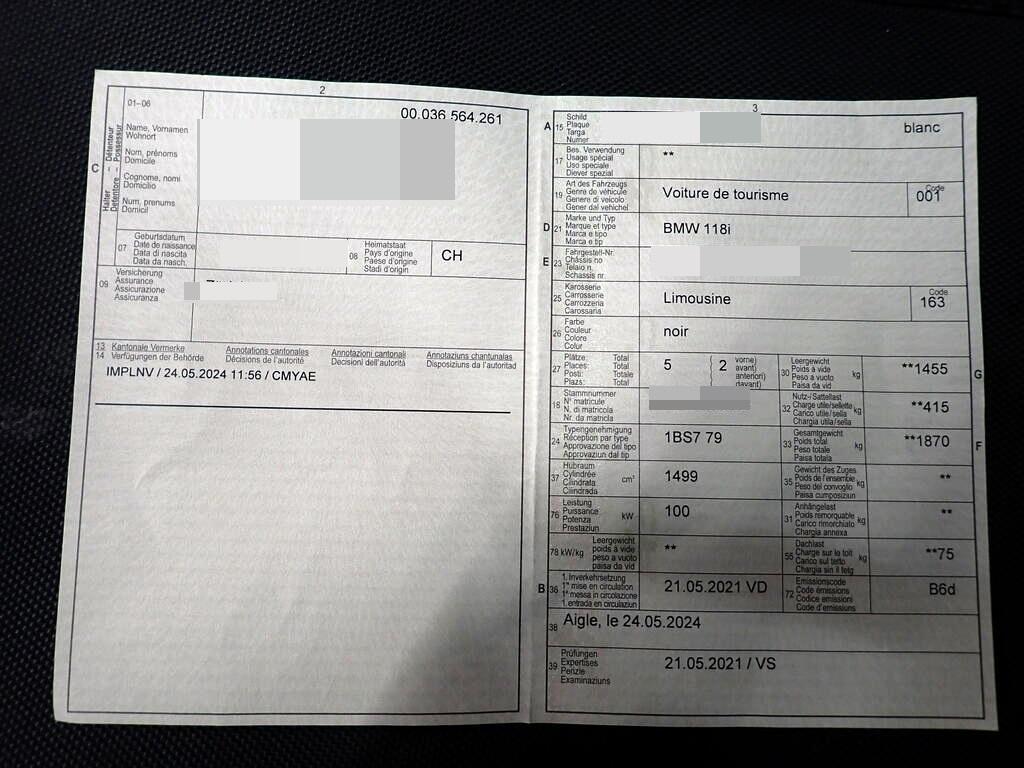 2
01–06
00.036 564.261
C
Halter – Détenteur
Detentore – Possessur
Name, Vornamen
Wohnort
Nom, prénoms
Domicile
Cognome, nomi
Domicilio
Num, prenums
Domicil
07
Geburtsdatum
Date de naissance
Data di nascita
Data da nasch.
08
Heimatstaat
Pays d'origine
Paese d'origine
Stadi d'origin
CH
09
Versicherung
Assurance
Assicurazione
Assicuranza
13 Kantonale Vermerke Annotations cantonales Annotazioni cantonali Annotaziuns chantunalas
14 Verfügungen der Behörde Décisions de l'autorité Decisioni dell'autorità Disposiziuns da l'autoritad
IMPLNV / 24.05.2024 11:56 / CMYAE
3
A 15
Schild
Plaque
Targa
Numer
blanc
17
Bes. Verwendung
Usage spécial
Uso speciale
Diever spezial
**
19
Art des Fahrzeugs
Genre de véhicule
Genere di veicolo
Gener dal vehichel
Voiture de tourisme
Code
001
D 21
Marke und Typ
Marque et type
Marca e tipo
Marca e tip
BMW 118i
E 23
Fahrgestell-Nr.
Châssis no
Telaio n.
Schassis nr.
25
Karosserie
Carrosserie
Carrozzeria
Carossaria
Limousine
Code
163
26
Farbe
Couleur
Colore
Colur
noir
27
Plätze: Total
Places: Total
Posti: Totale
Plazs: Total
5
2
vorne)
avant)
anteriori)
davant)
30
Leergewicht
Poids à vide
Peso a vuoto
Paisa da vid
kg
**1455
G
18
Stammnummer
N° matricule
N. di matricola
Nr. da matricla
32
Nutz-/ Sattellast
Charge utile/sellette
Carico utile/sella
Chargia utila/sella
kg
**415
24
Typengenehmigung
Réception par type
Approvazione del tipo
Approvaziun dal tip
1BS7 79
33
Gesamtgewicht
Poids total
Peso totale
Paisa totala
kg
**1870
F
37
Hubraum
Cylindrée
Cilindrata
Cilindrada
cm³
1499
35
Gewicht des Zuges
Poids de l'ensemble
Peso del convoglio
Paisa cumposiziun
kg
**
76
Leistung
Puissance
Potenza
Prestaziun
kW
100
31
Anhängelast
Poids remorquable
Carico rimorchiato
Chargia annexa
kg
**
78 kW/kg
Leergewicht
poids à vide
peso a vuoto
paisa da vid
**
55
Dachlast
Charge sur le toit
Carico sul tetto
Chargia sin il tetg
kg
**75
B 36
1. Inverkehrsetzung
1re mise en circulation
1a messa in circolazione
1. entrada en circulaziun
21.05.2021 VD
72
Emissionscode
Code émissions
Codice emissioni
Code d'emissiuns
B6d
38
Aigle, le 24.05.2024
39
Prüfungen
Expertises
Perizie
Examinaziuns
21.05.2021 / VS